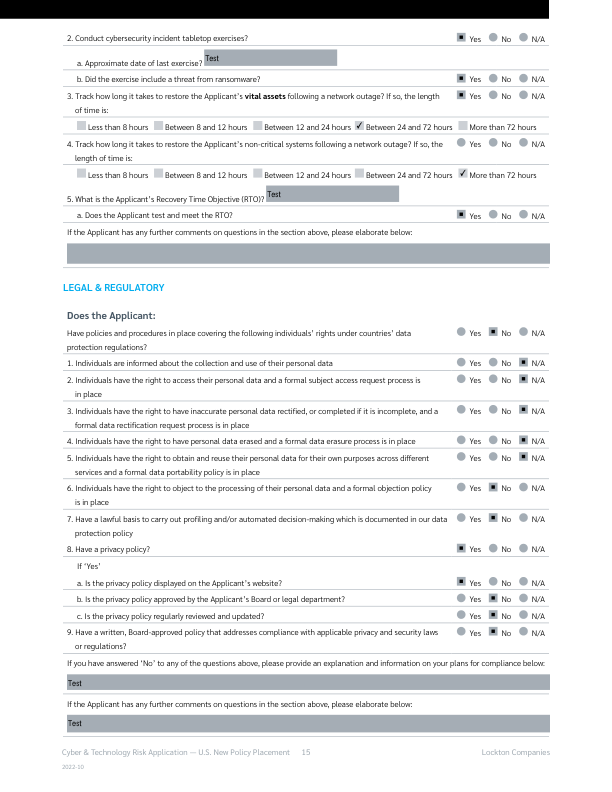 2. Conduct cybersecurity incident tabletop exercises? Yes No N/A
a. Approximate date of last exercise? Test
b. Did the exercise include a threat from ransomware? Yes No N/A
3. Track how long it takes to restore the Applicant's vital assets following a network outage? If so, the length Yes No N/A
of time is:
Less than 8 hours Between 8 and 12 hours Between 12 and 24 hours ✓ Between 24 and 72 hours More than 72 hours
4. Track how long it takes to restore the Applicant's non-critical systems following a network outage? If so, the Yes No N/A
length of time is:
Less than 8 hours Between 8 and 12 hours Between 12 and 24 hours Between 24 and 72 hours ✓ More than 72 hours
5. What is the Applicant's Recovery Time Objective (RTO)? Test
a. Does the Applicant test and meet the RTO? Yes No N/A
If the Applicant has any further comments on questions in the section above, please elaborate below:
LEGAL & REGULATORY
Does the Applicant:
Have policies and procedures in place covering the following individuals' rights under countries' data Yes No N/A
protection regulations?
1. Individuals are informed about the collection and use of their personal data Yes No N/A
2. Individuals have the right to access their personal data and a formal subject access request process is Yes No N/A
in place
3. Individuals have the right to have inaccurate personal data rectified, or completed if it is incomplete, and a Yes No N/A
formal data rectification request process is in place
4. Individuals have the right to have personal data erased and a formal data erasure process is in place Yes No N/A
5. Individuals have the right to obtain and reuse their personal data for their own purposes across different Yes No N/A
services and a formal data portability policy is in place
6. Individuals have the right to object to the processing of their personal data and a formal objection policy Yes No N/A
is in place
7. Have a lawful basis to carry out profiling and/or automated decision-making which is documented in our data Yes No N/A
protection policy
8. Have a privacy policy? Yes No N/A
If 'Yes'
a. Is the privacy policy displayed on the Applicant's website? Yes No N/A
b. Is the privacy policy approved by the Applicant's Board or legal department? Yes No N/A
c. Is the privacy policy regularly reviewed and updated? Yes No N/A
9. Have a written, Board-approved policy that addresses compliance with applicable privacy and security laws Yes No N/A
or regulations?
If you have answered 'No' to any of the questions above, please provide an explanation and information on your plans for compliance below.
Test
If the Applicant has any further comments on questions in the section above, please elaborate below:
Test
Cyber & Technology Risk Application — U.S. New Policy Placement 15 Lockton Companies
2022-10